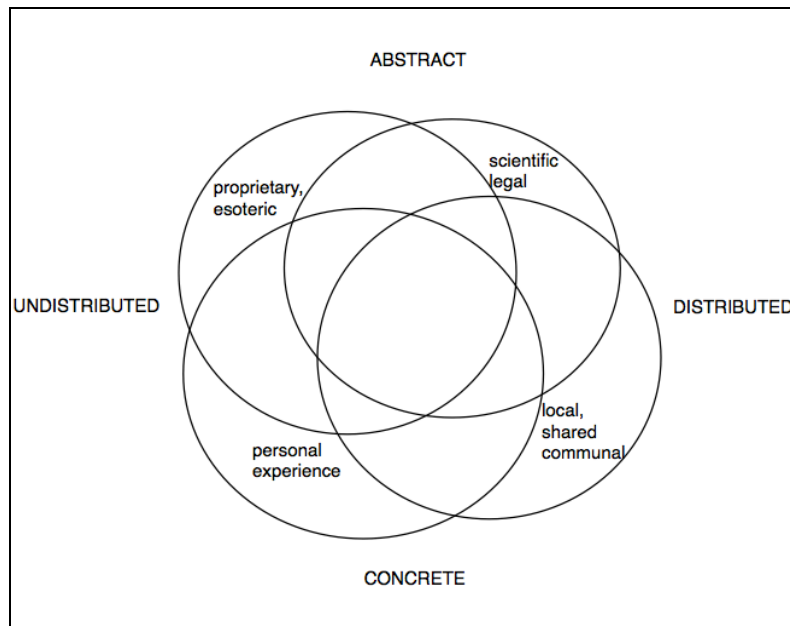 ABSTRACT
scientific
legal
proprietary,
esoteric
UNDISTRIBUTED
DISTRIBUTED
local,
shared
communal
personal
experience
CONCRETE